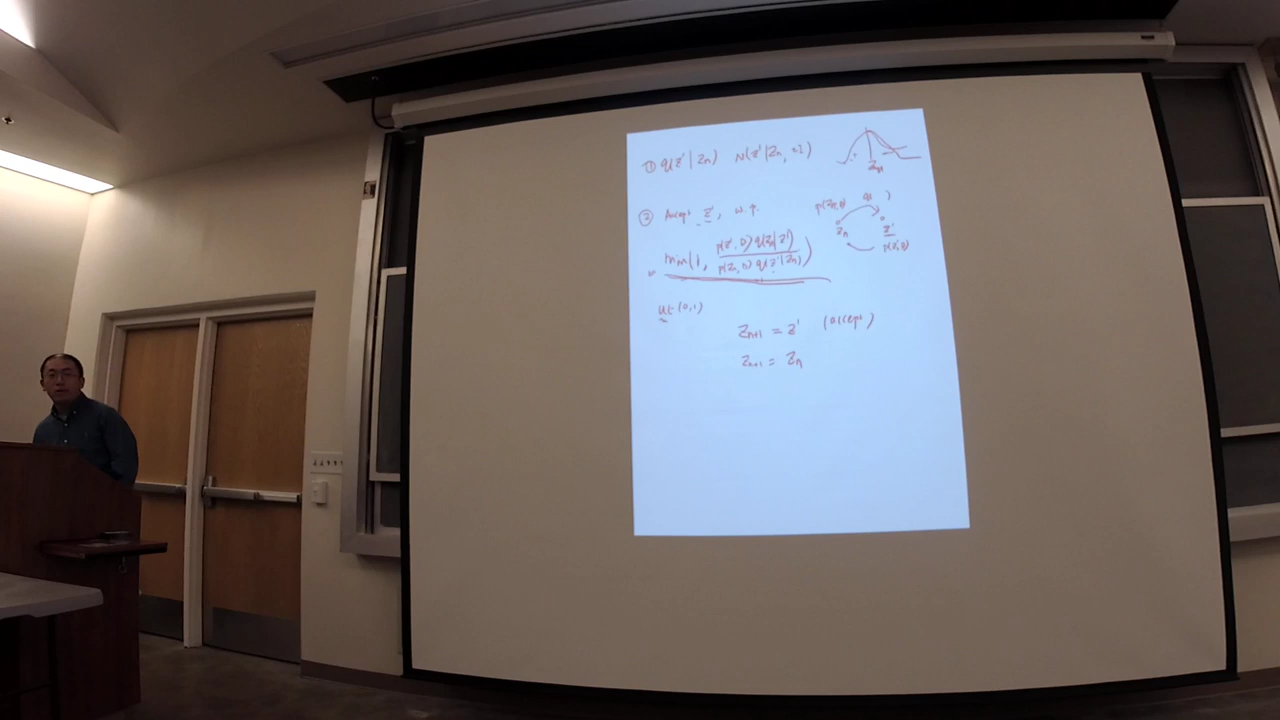 ① q(z' | zn) N(z' | zn, 1)
zn
② Accept z', w.p.
min(1, p(z', D) q(zn | z') / p(zn, D) q(z' | zn))
p(zn, D) q( )
zn z'
p(z', D)
u ∈ (0,1)
zn+1 = z' (accept)
zn+1 = zn